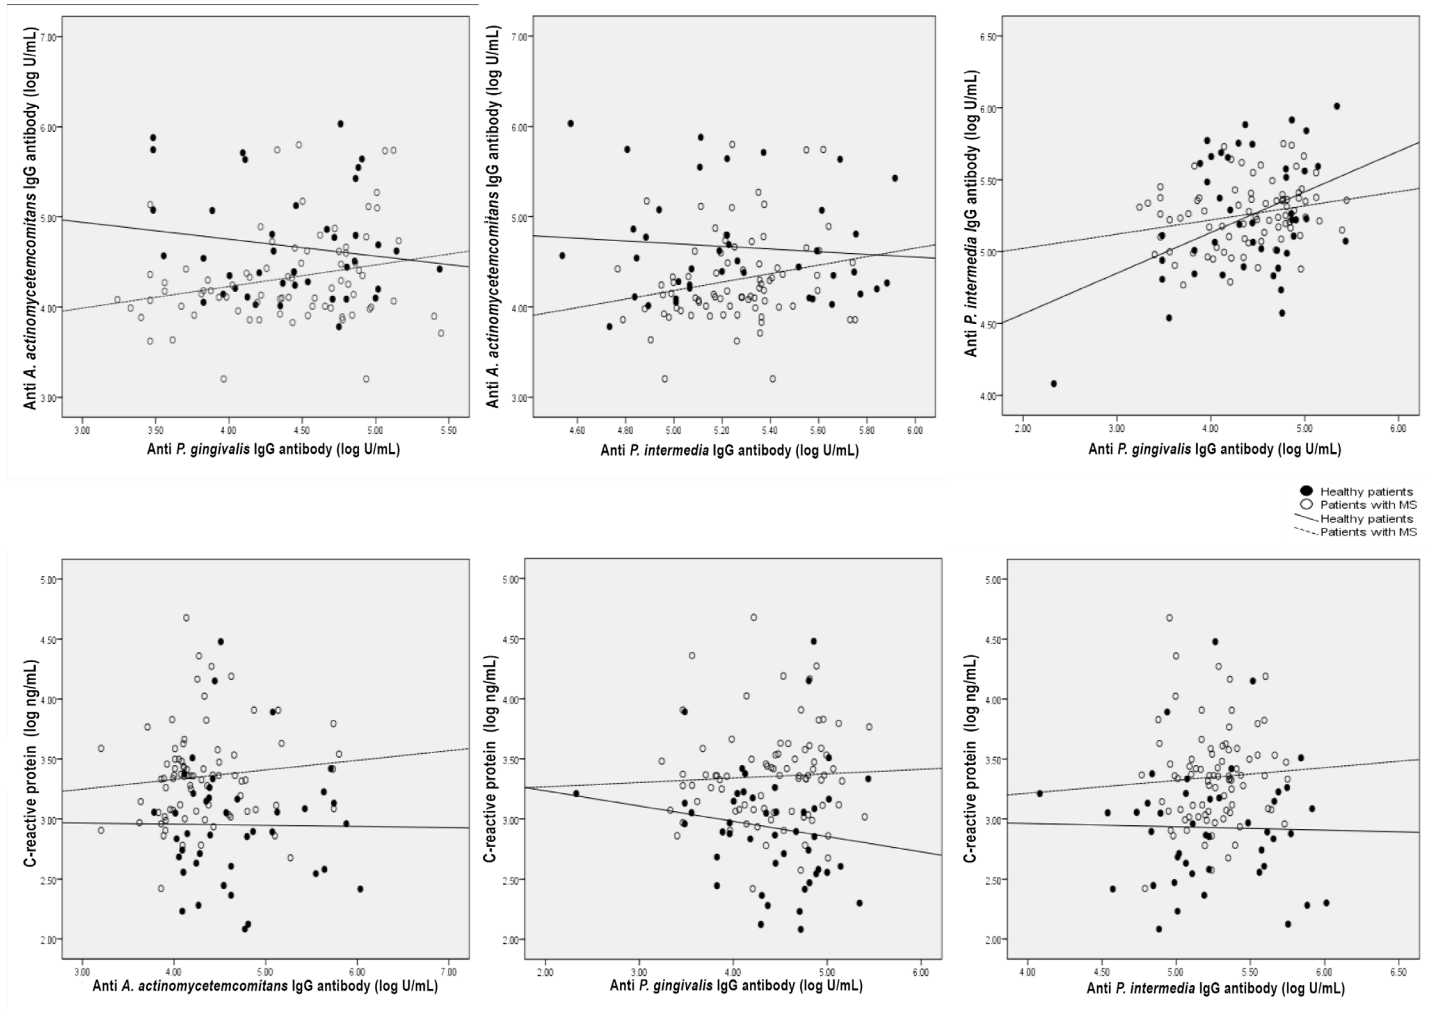 7.00
6.00
5.00
4.00
3.00
Anti A. actinomycetemcomitans IgG antibody (log U/mL)
3.00 3.50 4.00 4.50 5.00 5.50
Anti P. gingivalis IgG antibody (log U/mL)
7.00
6.00
5.00
4.00
3.00
Anti A. actinomycetemcomitans IgG antibody (log U/mL)
4.60 4.80 5.00 5.20 5.40 5.60 5.80 6.00
Anti P. intermedia IgG antibody (log U/mL)
6.50
6.00
5.50
5.00
4.50
4.00
Anti P. intermedia IgG antibody (log U/mL)
2.00 3.00 4.00 5.00 6.00
Anti P. gingivalis IgG antibody (log U/mL)
Healthy patients
Patients with MS
Healthy patients
Patients with MS
5.00
4.50
4.00
3.50
3.00
2.50
2.00
C-reactive protein (log ng/mL)
3.00 4.00 5.00 6.00 7.00
Anti A. actinomycetemcomitans IgG antibody (log U/mL)
5.00
4.50
4.00
3.50
3.00
2.50
2.00
C-reactive protein (log ng/mL)
2.00 3.00 4.00 5.00 6.00
Anti P. gingivalis IgG antibody (log U/mL)
5.00
4.50
4.00
3.50
3.00
2.50
2.00
C-reactive protein (log ng/mL)
4.00 4.50 5.00 5.50 6.00 6.50
Anti P. intermedia IgG antibody (log U/mL)